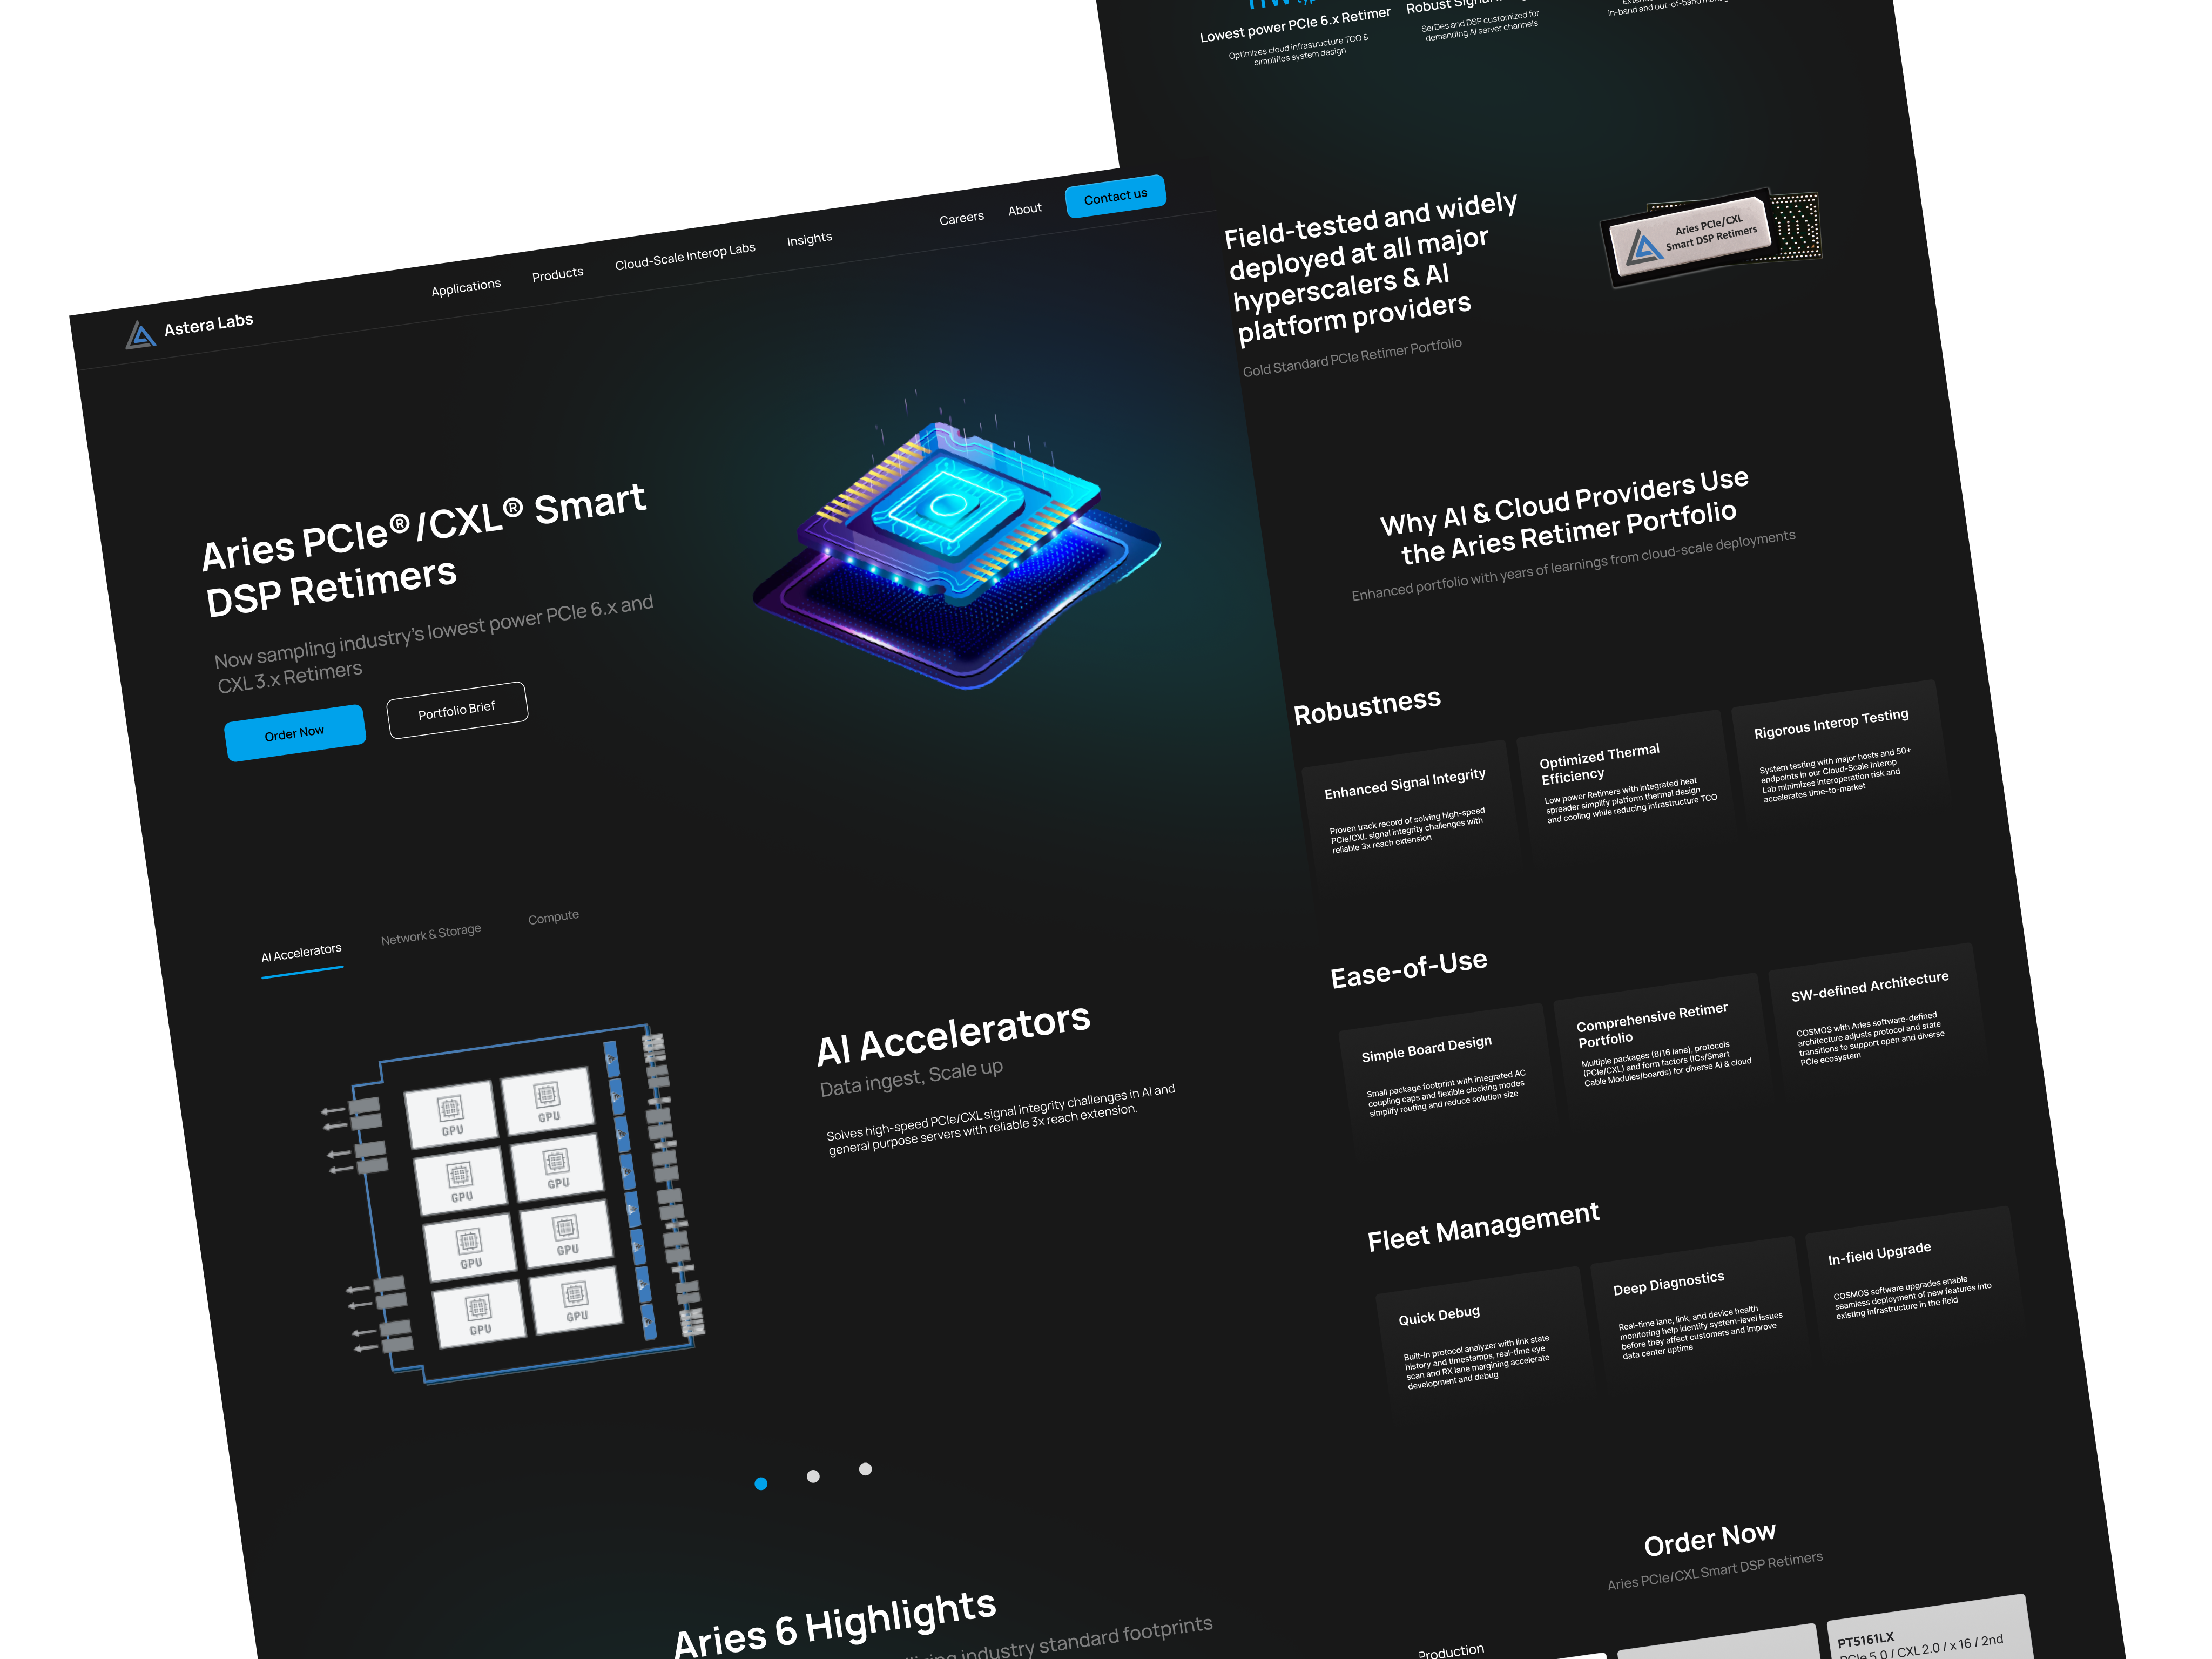 Astera Labs
Applications
Products
Cloud-Scale Interop Labs
Insights
Careers
About
Contact us
Aries PCIe®/CXL® Smart
DSP Retimers
Now sampling industry's lowest power PCIe 6.x and
CXL 3.x Retimers
Order Now
Portfolio Brief
AI Accelerators
Network & Storage
Compute
GPU
GPU
GPU
GPU
GPU
GPU
GPU
GPU
AI Accelerators
Data ingest, Scale up
Solves high-speed PCIe/CXL signal integrity challenges in AI and
general purpose servers with reliable 3x reach extension.
Aries 6 Highlights
industry standard footprints
Lowest power PCIe 6.x Retimer
Optimizes cloud infrastructure TCO &
simplifies system design
Robust
SerDes and DSP customized for
demanding AI server channels
in-band and out-of-band
Field-tested and widely
deployed at all major
hyperscalers & AI
platform providers
Gold Standard PCIe Retimer Portfolio
Aries PCIe/CXL
Smart DSP Retimers
Why AI & Cloud Providers Use
the Aries Retimer Portfolio
Enhanced portfolio with years of learnings from cloud-scale deployments
Robustness
Enhanced Signal Integrity
Proven track record of solving high-speed
PCIe/CXL signal integrity challenges with
reliable 3x reach extension
Optimized Thermal
Efficiency
Low power Retimers with integrated heat
spreader simplify platform thermal design
and cooling while reducing infrastructure TCO
Rigorous Interop Testing
System testing with major hosts and 50+
endpoints in our Cloud-Scale Interop
Lab minimizes interoperation risk and
accelerates time-to-market
Ease-of-Use
Simple Board Design
Small package footprint with integrated AC
coupling caps and flexible clocking modes
simplify routing and reduce solution size
Comprehensive Retimer
Portfolio
Multiple packages (8/16 lane), protocols
(PCIe/CXL) and form factors (ICs/Smart
Cable Modules/boards) for diverse AI & cloud
SW-defined Architecture
COSMOS with Aries software-defined
architecture adjusts protocol and state
transitions to support open and diverse
PCIe ecosystem
Fleet Management
Quick Debug
Built-in protocol analyzer with link state
history and timestamps, real-time eye
scan and RX lane margining accelerate
development and debug
Deep Diagnostics
Real-time lane, link, and device health
monitoring help identify system-level issues
before they affect customers and improve
data center uptime
In-field Upgrade
COSMOS software upgrades enable
seamless deployment of new features into
existing infrastructure in the field
Order Now
Aries PCIe/CXL Smart DSP Retimers
Production
PT5161LX
PCIe 5.0 / CXL 2.0 / x 16 / 2nd